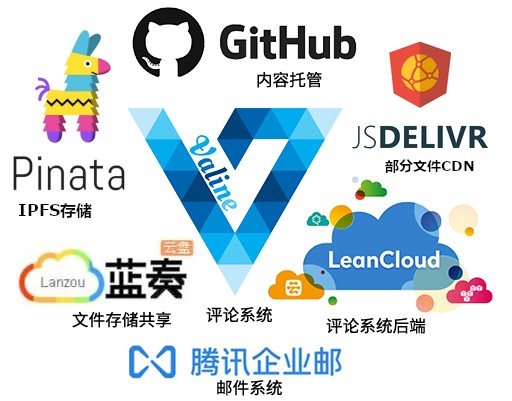 GitHub
内容托管
JSDELIVR
部分文件CDN
Pinata
IPFS存储
Valine
评论系统
LeanCloud
评论系统后端
云盘
Lanzou
蓝奏
文件存储共享
腾讯企业邮
邮件系统